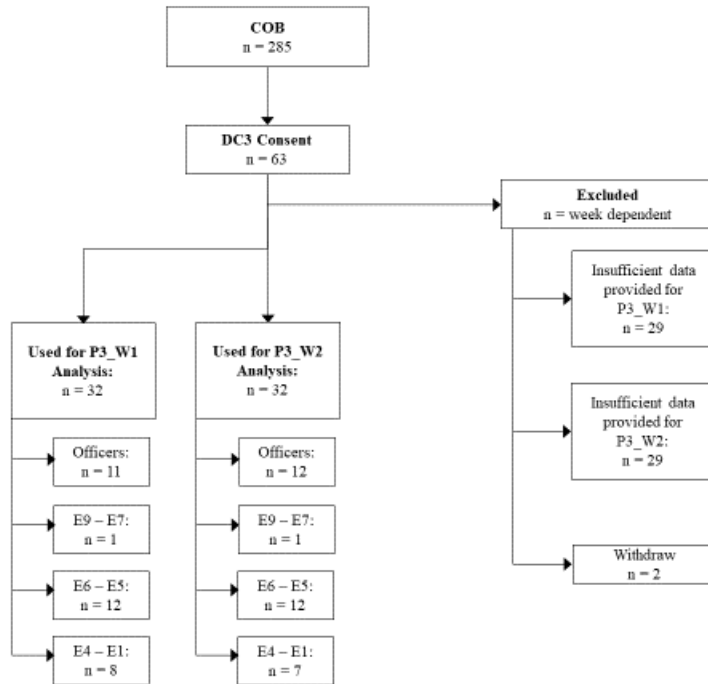 COB
n = 285
DC3 Consent
n = 63
Excluded
n = week dependent
Insufficient data
provided for
P3_W1:
n = 29
Insufficient data
provided for
P3_W2:
n = 29
Withdraw
n = 2
Used for P3_W1
Analysis:
n = 32
Officers:
n = 11
E9 – E7:
n = 1
E6 – E5:
n = 12
E4 – E1:
n = 8
Used for P3_W2
Analysis:
n = 32
Officers:
n = 12
E9 – E7:
n = 1
E6 – E5:
n = 12
E4 – E1:
n = 7